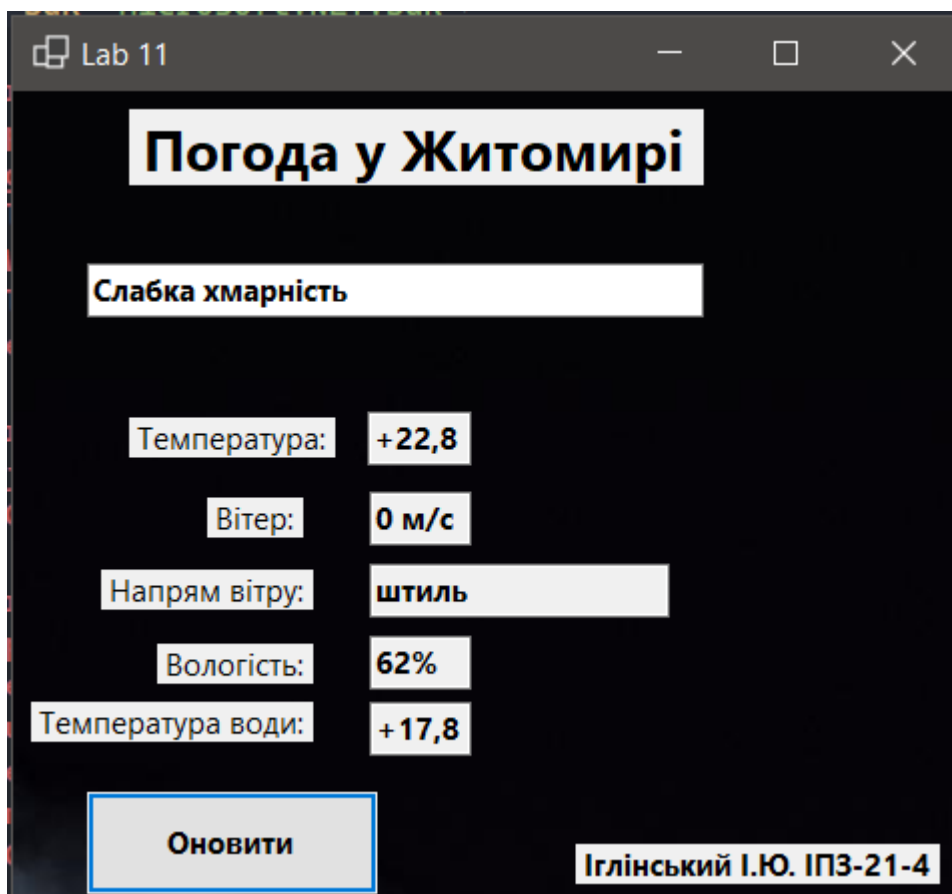 Lab 11
Погода у Житомирі
Слабка хмарність
Температура: +22,8
Вітер: 0 м/с
Напрям вітру: штиль
Вологість: 62%
Температура води: +17,8
Оновити
Іглінський І.Ю. ІПЗ-21-4